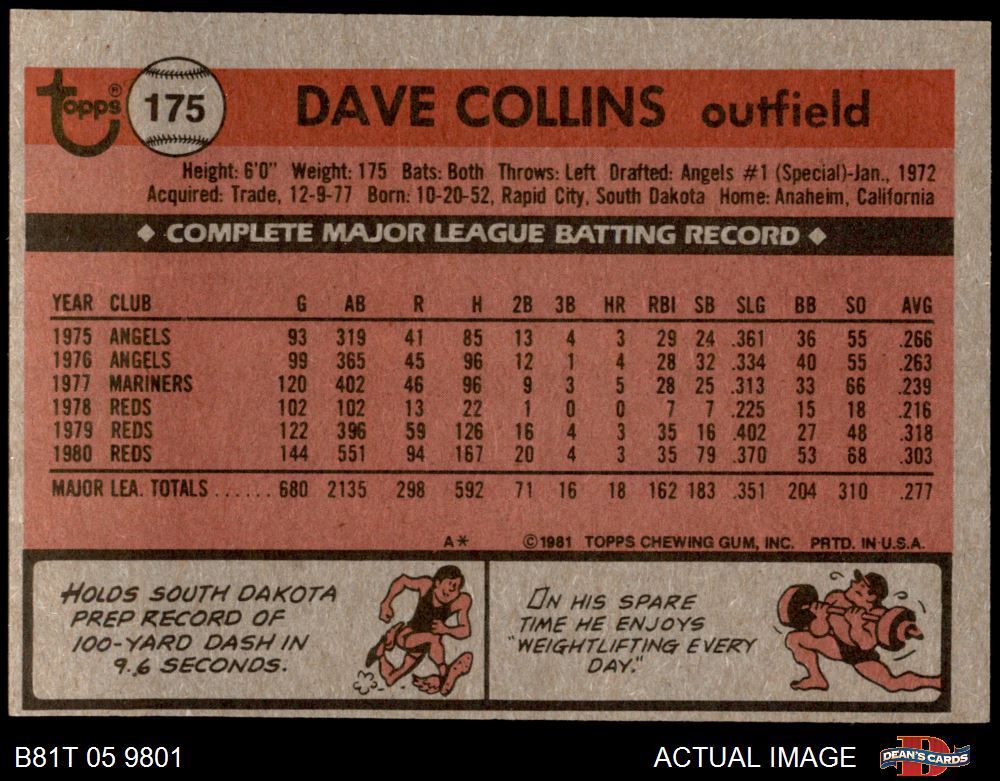 Topps® 175 DAVE COLLINS outfield
Height: 6'0" Weight: 175 Bats: Both Throws: Left Drafted: Angels #1 (Special)-Jan., 1972
Acquired: Trade, 12-9-77 Born: 10-20-52, Rapid City, South Dakota Home: Anaheim, California
◆ COMPLETE MAJOR LEAGUE BATTING RECORD ◆
YEAR CLUB G AB R H 2B 3B HR RBI SB SLG BB SO AVG
1975 ANGELS 93 319 41 85 13 4 3 29 24 .361 36 55 .266
1976 ANGELS 99 365 45 96 12 1 4 28 32 .334 40 55 .263
1977 MARINERS 120 402 46 96 9 3 5 28 25 .313 33 66 .239
1978 REDS 102 102 13 22 1 0 0 7 7 .225 15 18 .216
1979 REDS 122 396 59 126 16 4 3 35 16 .402 27 48 .318
1980 REDS 144 551 94 167 20 4 3 35 79 .370 53 68 .303
MAJOR LEA. TOTALS ...... 680 2135 298 592 71 16 18 162 183 .351 204 310 .277
A* ©1981 TOPPS CHEWING GUM, INC. PRTD. IN U.S.A.
HOLDS SOUTH DAKOTA
PREP RECORD OF
100-YARD DASH IN
9.6 SECONDS.
IN HIS SPARE
TIME HE ENJOYS
"WEIGHTLIFTING EVERY
DAY."
B81T 05 9801 ACTUAL IMAGE DEAN'S CARDS